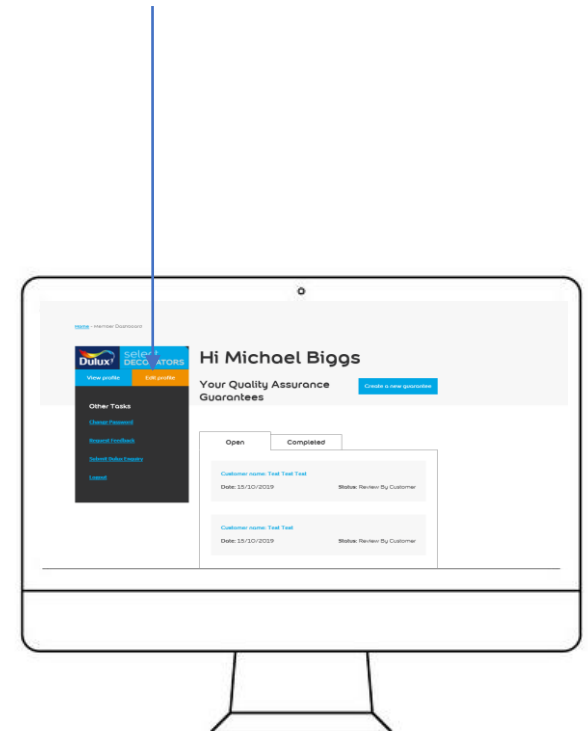 Home - Member Dashboard
Dulux select DECORATORS
View profile Edit profile
Other Tasks
Change Password
Request Feedback
Submit Dulux Enquiry
Logout
Hi Michael Biggs
Your Quality Assurance
Guarantees
Create a new guarantee
Open Completed
Customer name: Test Test Test
Date: 15/10/2019 Status: Review By Customer
Customer name: Test Test
Date: 15/10/2019 Status: Review By Customer